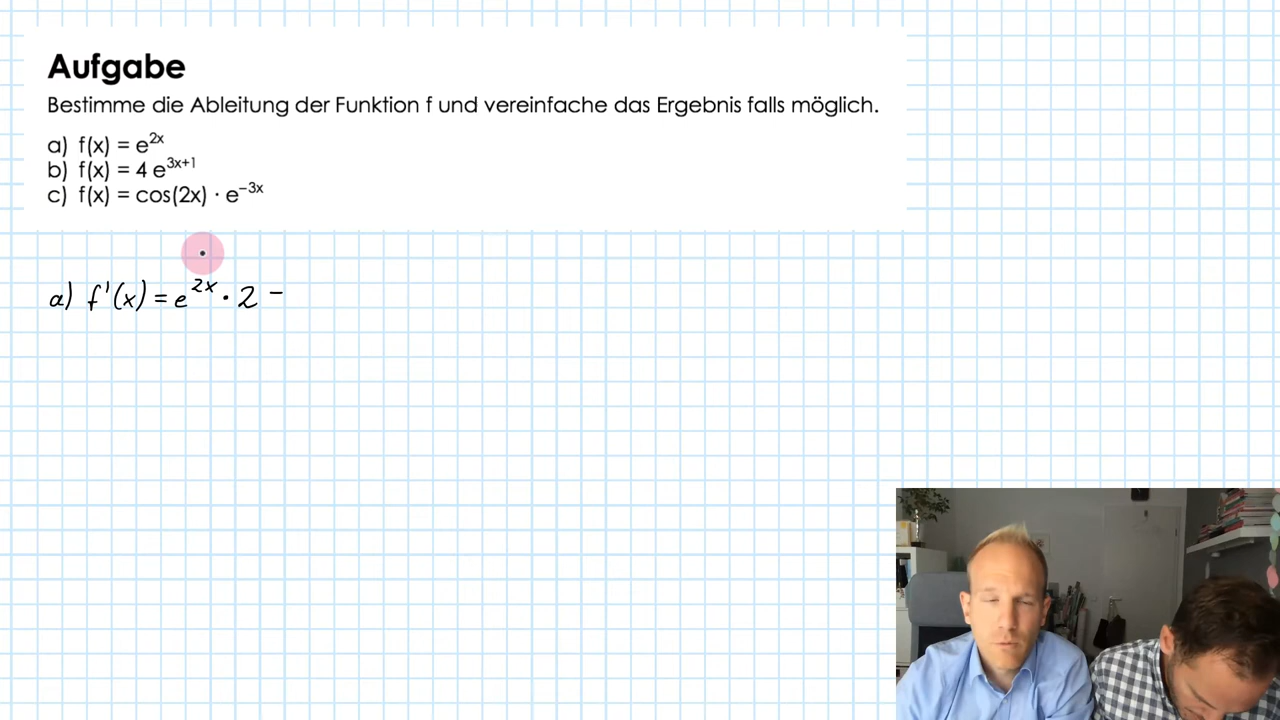 Aufgabe
Bestimme die Ableitung der Funktion f und vereinfache das Ergebnis falls möglich.
a) f(x) = e^{2x}
b) f(x) = 4 e^{3x+1}
c) f(x) = cos(2x) · e^{−3x}
a) f'(x) = e^{2x} · 2 −